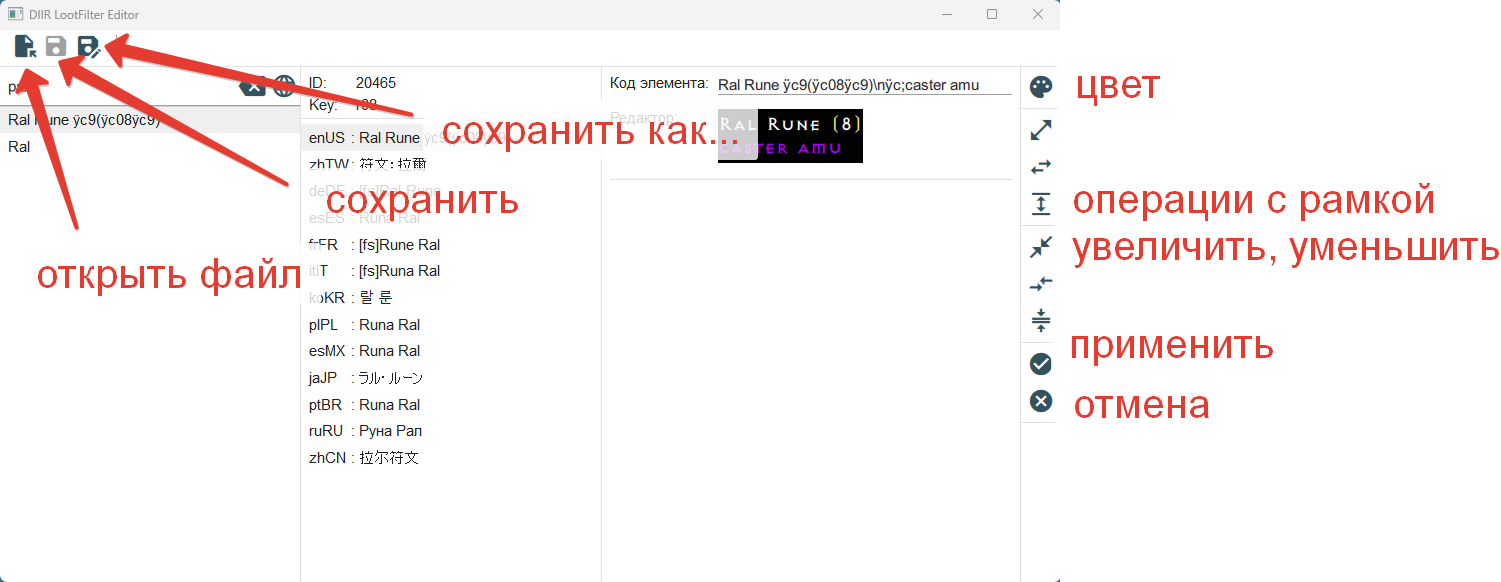 DIIR LootFilter Editor
Ral Rune ÿc9(ÿc08ÿc9)
Ral
ID: 20465
Key:
enUS : Ral Rune ÿc9(ÿc08ÿc9)
zhTW : 符文：拉爾
deDE : [fs]Ral Rune
esES : Runa Ral
frFR : [fs]Rune Ral
itIT : [fs]Runa Ral
koKR : 랄 룬
plPL : Runa Ral
esMX : Runa Ral
jaJP : ラル・ルーン
ptBR : Runa Ral
ruRU : Руна Рал
zhCN : 拉尔符文
Код элемента: Ral Rune ÿc9(ÿc08ÿc9)\\nÿc;caster amu
Редактор:
Ral Rune (8)
caster amu
открыть файл
сохранить
сохранить как...
цвет
операции с рамкой
увеличить, уменьшить
применить
отмена